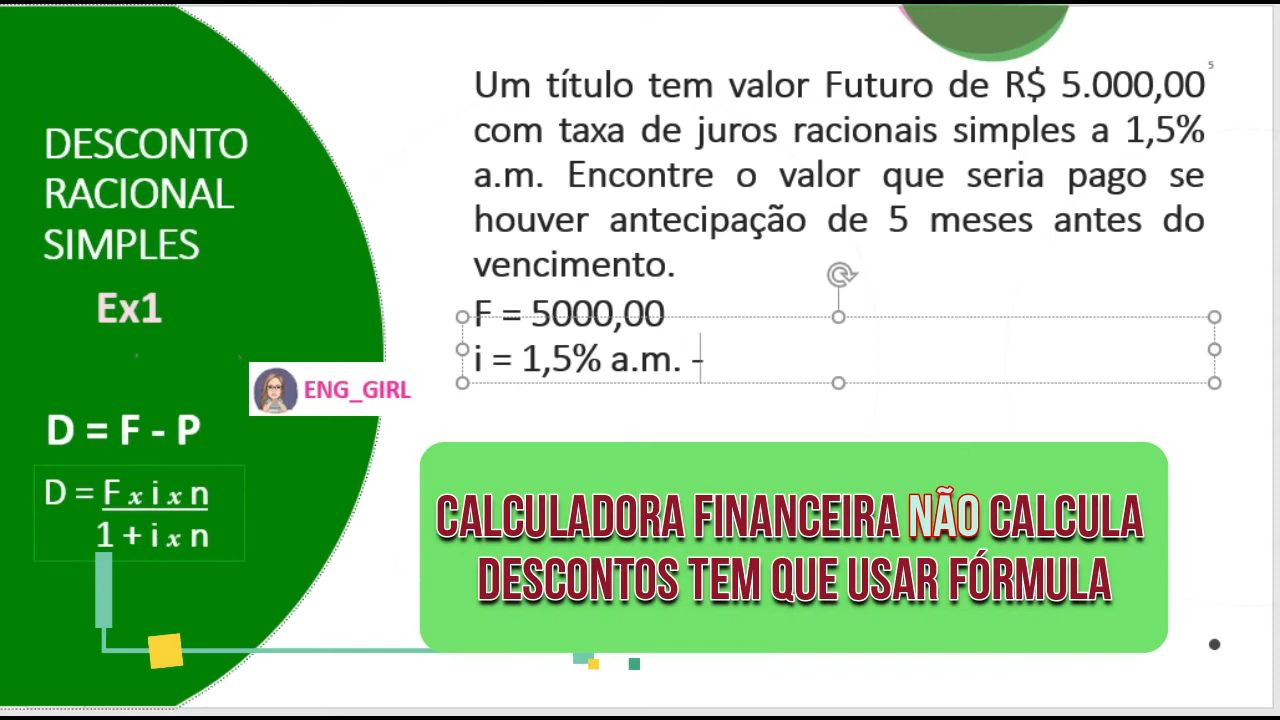 DESCONTO
RACIONAL
SIMPLES
Ex1
ENG_GIRL
D = F - P
D = F x i x n
1 + i x n
5
Um título tem valor Futuro de R$ 5.000,00
com taxa de juros racionais simples a 1,5%
a.m. Encontre o valor que seria pago se
houver antecipação de 5 meses antes do
vencimento.
F = 5000,00
i = 1,5% a.m. -
CALCULADORA FINANCEIRA NÃO CALCULA
DESCONTOS TEM QUE USAR FÓRMULA